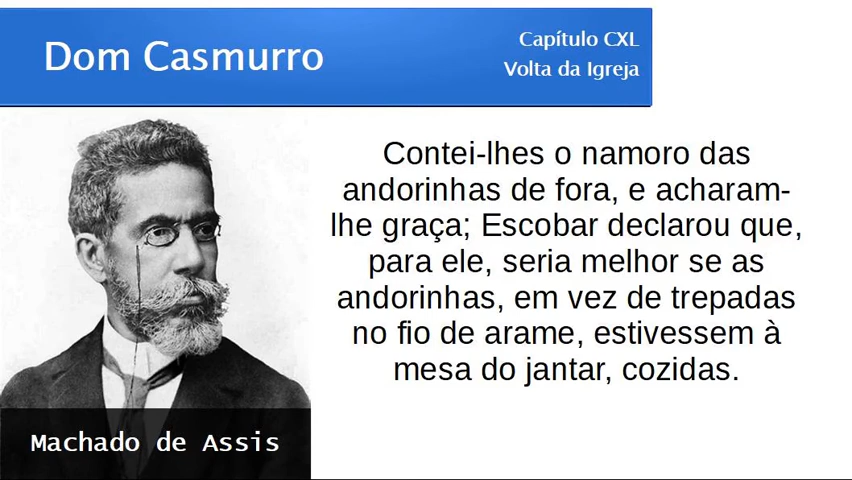 Dom Casmurro
Capítulo CXL
Volta da Igreja
Contei-lhes o namoro das
andorinhas de fora, e acharam-
lhe graça; Escobar declarou que,
para ele, seria melhor se as
andorinhas, em vez de trepadas
no fio de arame, estivessem à
mesa do jantar, cozidas.
Machado de Assis